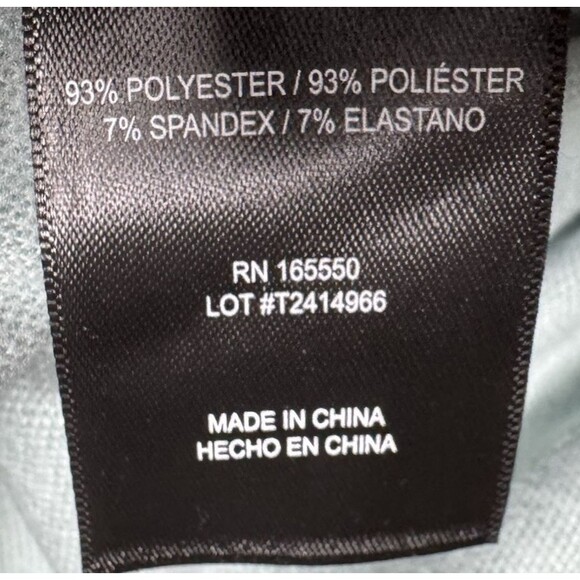 93% POLYESTER / 93% POLIÉSTER
7% SPANDEX / 7% ELASTANO
RN 165550
LOT #T2414966
MADE IN CHINA
HECHO EN CHINA